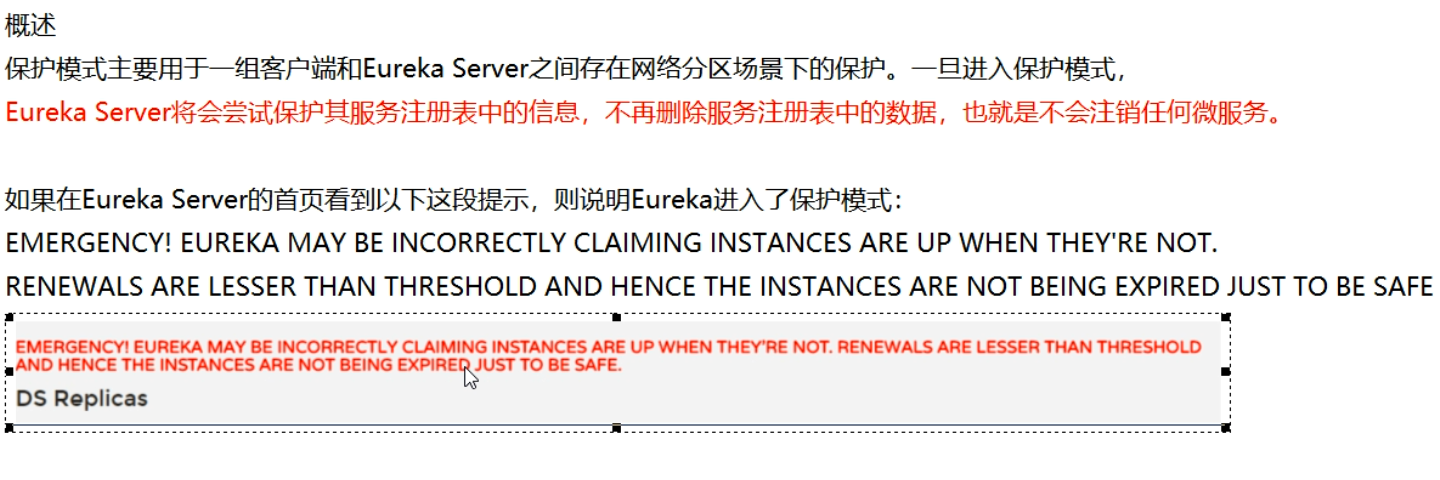 概述
保护模式主要用于一组客户端和Eureka Server之间存在网络分区场景下的保护。一旦进入保护模式，
Eureka Server将会尝试保护其服务注册表中的信息，不再删除服务注册表中的数据，也就是不会注销任何微服务。
如果在Eureka Server的首页看到以下这段提示，则说明Eureka进入了保护模式：
EMERGENCY! EUREKA MAY BE INCORRECTLY CLAIMING INSTANCES ARE UP WHEN THEY'RE NOT.
RENEWALS ARE LESSER THAN THRESHOLD AND HENCE THE INSTANCES ARE NOT BEING EXPIRED JUST TO BE SAFE
EMERGENCY! EUREKA MAY BE INCORRECTLY CLAIMING INSTANCES ARE UP WHEN THEY'RE NOT. RENEWALS ARE LESSER THAN THRESHOLD
AND HENCE THE INSTANCES ARE NOT BEING EXPIRED JUST TO BE SAFE.
DS Replicas